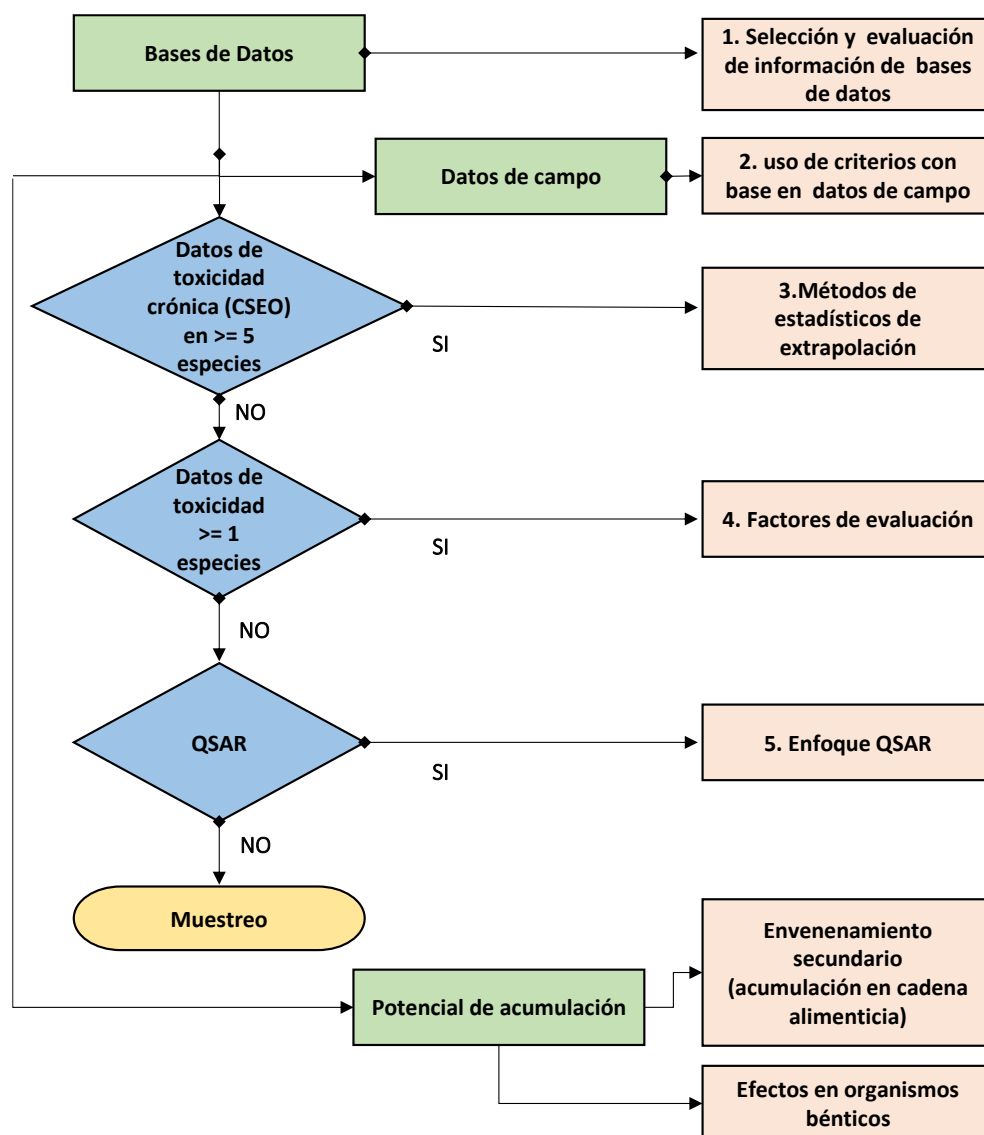 Bases de Datos
1. Selección y evaluación
de información de bases
de datos
Datos de campo
2. uso de criterios con
base en datos de campo
Datos de
toxicidad
crónica (CSEO)
en >= 5
especies
SI
3.Métodos de
estadísticos de
extrapolación
NO
Datos de
toxicidad
>= 1
especies
SI
4. Factores de evaluación
NO
QSAR
SI
5. Enfoque QSAR
NO
Muestreo
Potencial de acumulación
Envenenamiento
secundario
(acumulación en cadena
alimenticia)
Efectos en organismos
bénticos